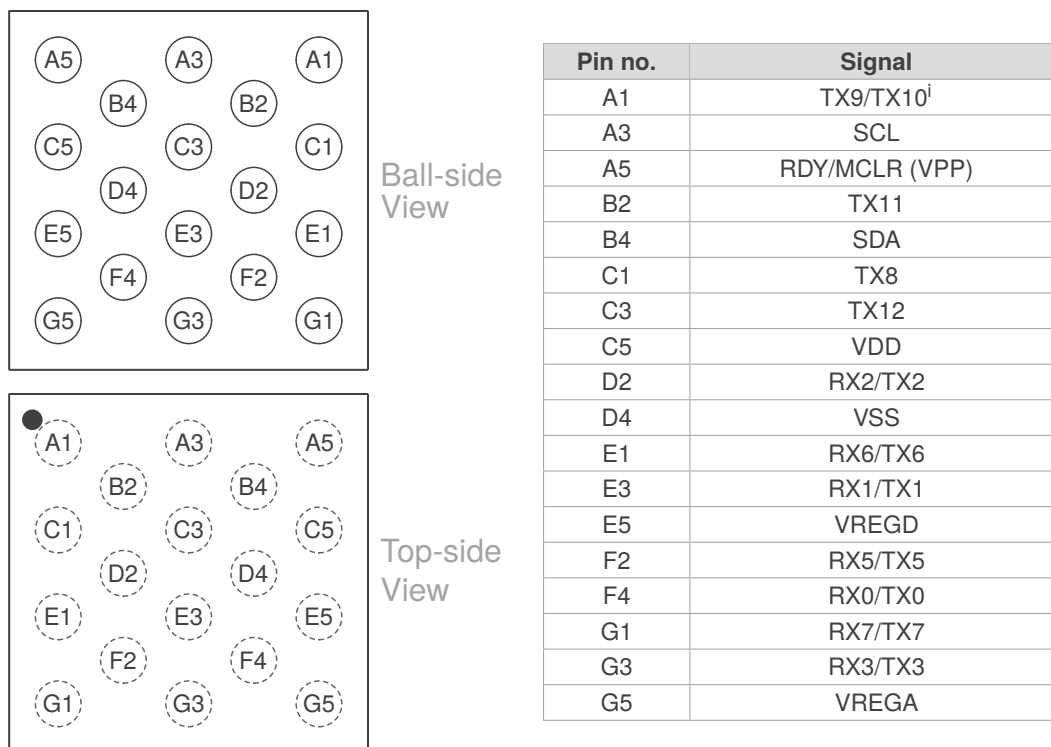 A5 A3 A1
B4 B2
C5 C3 C1
D4 D2
E5 E3 E1
F4 F2
G5 G3 G1
Ball-side
View
A1 A3 A5
B2 B4
C1 C3 C5
D2 D4
E1 E3 E5
F2 F4
G1 G3 G5
Top-side
View
Pin no. Signal
A1 TX9/TX10i
A3 SCL
A5 RDY/MCLR (VPP)
B2 TX11
B4 SDA
C1 TX8
C3 TX12
C5 VDD
D2 RX2/TX2
D4 VSS
E1 RX6/TX6
E3 RX1/TX1
E5 VREGD
F2 RX5/TX5
F4 RX0/TX0
G1 RX7/TX7
G3 RX3/TX3
G5 VREGA